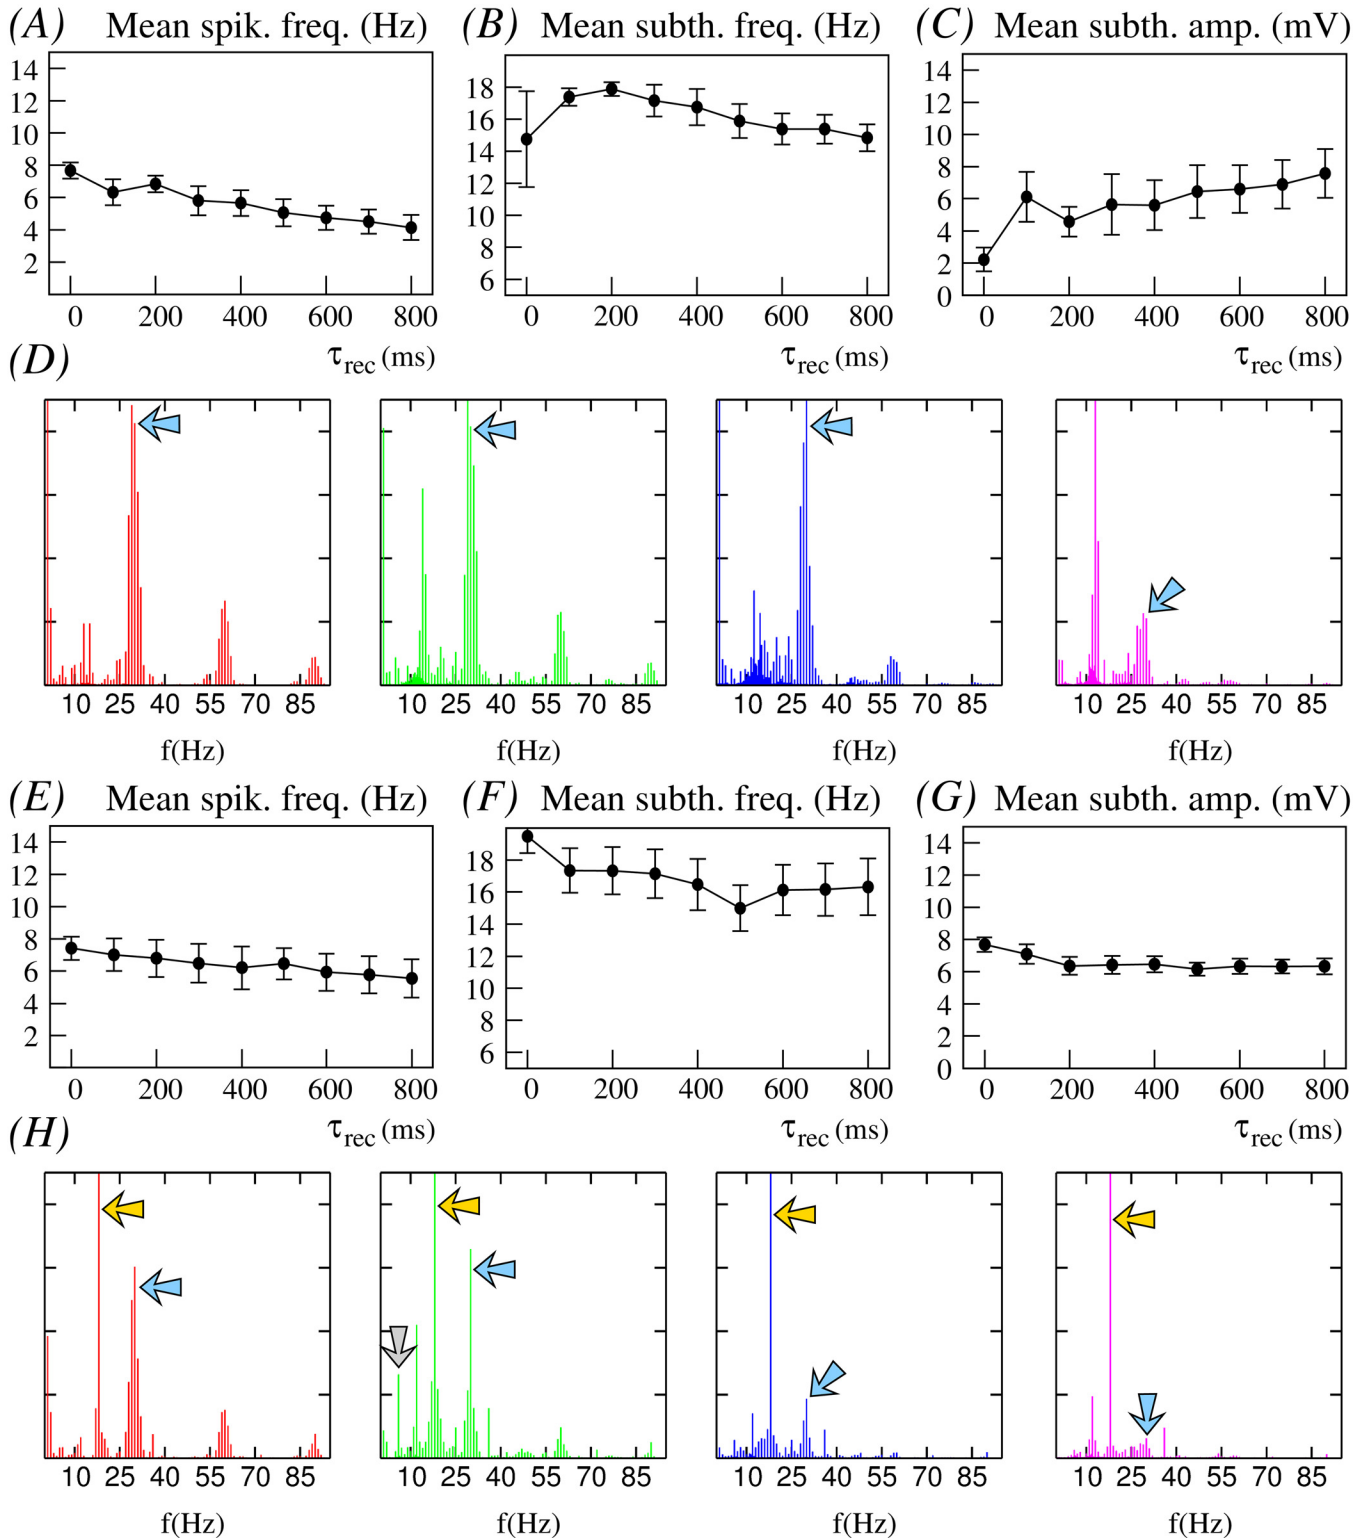 (A) Mean spik. freq. (Hz) (B) Mean subth. freq. (Hz) (C) Mean subth. amp. (mV)
14
12
10
8
6
4
2
0 200 400 600 800
τrec (ms)
18
16
14
12
10
8
6
0 200 400 600 800
τrec (ms)
14
12
10
8
6
4
2
0
0 200 400 600 800
τrec (ms)
(D)
10 25 40 55 70 85
f(Hz)
10 25 40 55 70 85
f(Hz)
10 25 40 55 70 85
f(Hz)
10 25 40 55 70 85
f(Hz)
(E) Mean spik. freq. (Hz) (F) Mean subth. freq. (Hz) (G) Mean subth. amp. (mV)
14
12
10
8
6
4
2
0 200 400 600 800
τrec (ms)
18
16
14
12
10
8
6
0 200 400 600 800
τrec (ms)
14
12
10
8
6
4
2
0
0 200 400 600 800
τrec (ms)
(H)
10 25 40 55 70 85
f(Hz)
10 25 40 55 70 85
f(Hz)
10 25 40 55 70 85
f(Hz)
10 25 40 55 70 85
f(Hz)